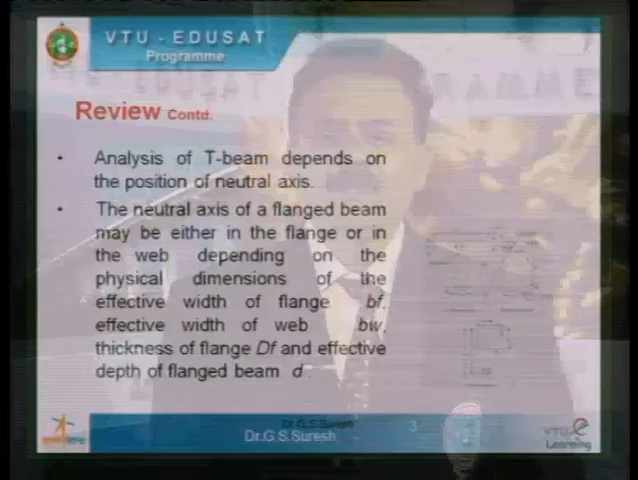 VTU - EDUSAT
Programme
Review Contd.
• Analysis of T-beam depends on
the position of neutral axis.
• The neutral axis of a flanged beam
may be either in the flange or in
the web depending on the
physical dimensions of the
effective width of flange bf
effective width of web bw,
thickness of flange Df and effective
depth of flanged beam d .
Dr.G.S.Suresh
Dr.G.S.Suresh
3
VTU e
Learning